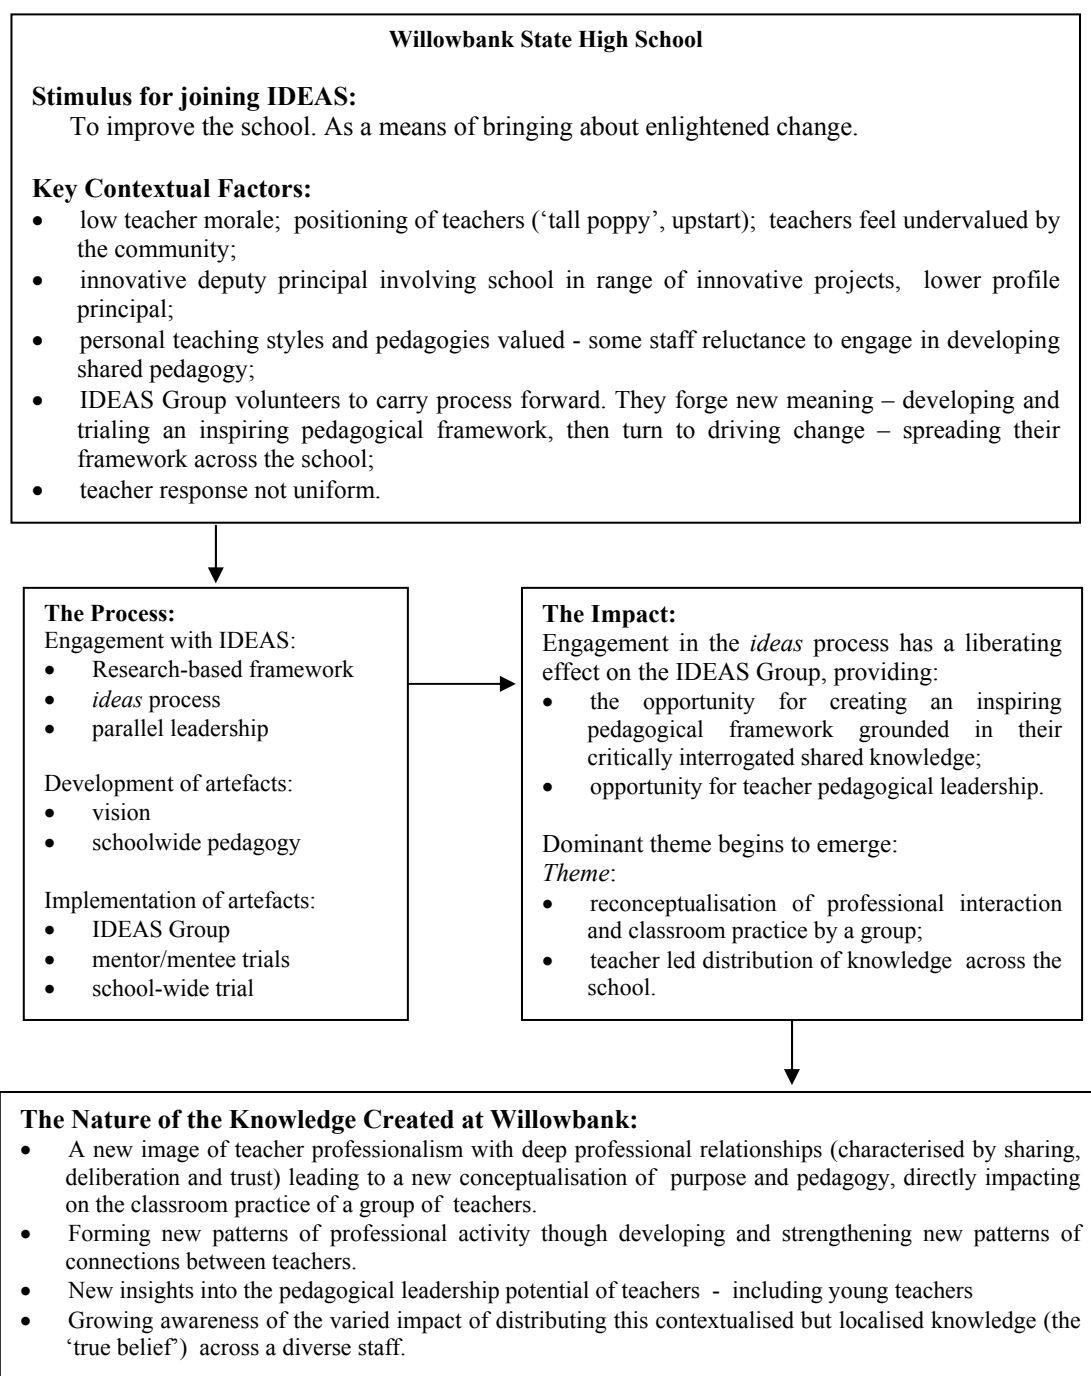 Willowbank State High School
Stimulus for joining IDEAS:
To improve the school. As a means of bringing about enlightened change.
Key Contextual Factors:
• low teacher morale; positioning of teachers (‘tall poppy’, upstart); teachers feel undervalued by
the community;
• innovative deputy principal involving school in range of innovative projects, lower profile
principal;
• personal teaching styles and pedagogies valued - some staff reluctance to engage in developing
shared pedagogy;
• IDEAS Group volunteers to carry process forward. They forge new meaning – developing and
trialing an inspiring pedagogical framework, then turn to driving change – spreading their
framework across the school;
• teacher response not uniform.
The Process:
Engagement with IDEAS:
• Research-based framework
• ideas process
• parallel leadership
Development of artefacts:
• vision
• schoolwide pedagogy
Implementation of artefacts:
• IDEAS Group
• mentor/mentee trials
• school-wide trial
The Impact:
Engagement in the ideas process has a liberating
effect on the IDEAS Group, providing:
• the opportunity for creating an inspiring
pedagogical framework grounded in their
critically interrogated shared knowledge;
• opportunity for teacher pedagogical leadership.
Dominant theme begins to emerge:
Theme:
• reconceptualisation of professional interaction
and classroom practice by a group;
• teacher led distribution of knowledge across the
school.
The Nature of the Knowledge Created at Willowbank:
• A new image of teacher professionalism with deep professional relationships (characterised by sharing,
deliberation and trust) leading to a new conceptualisation of purpose and pedagogy, directly impacting
on the classroom practice of a group of teachers.
• Forming new patterns of professional activity though developing and strengthening new patterns of
connections between teachers.
• New insights into the pedagogical leadership potential of teachers - including young teachers
• Growing awareness of the varied impact of distributing this contextualised but localised knowledge (the
‘true belief’) across a diverse staff.